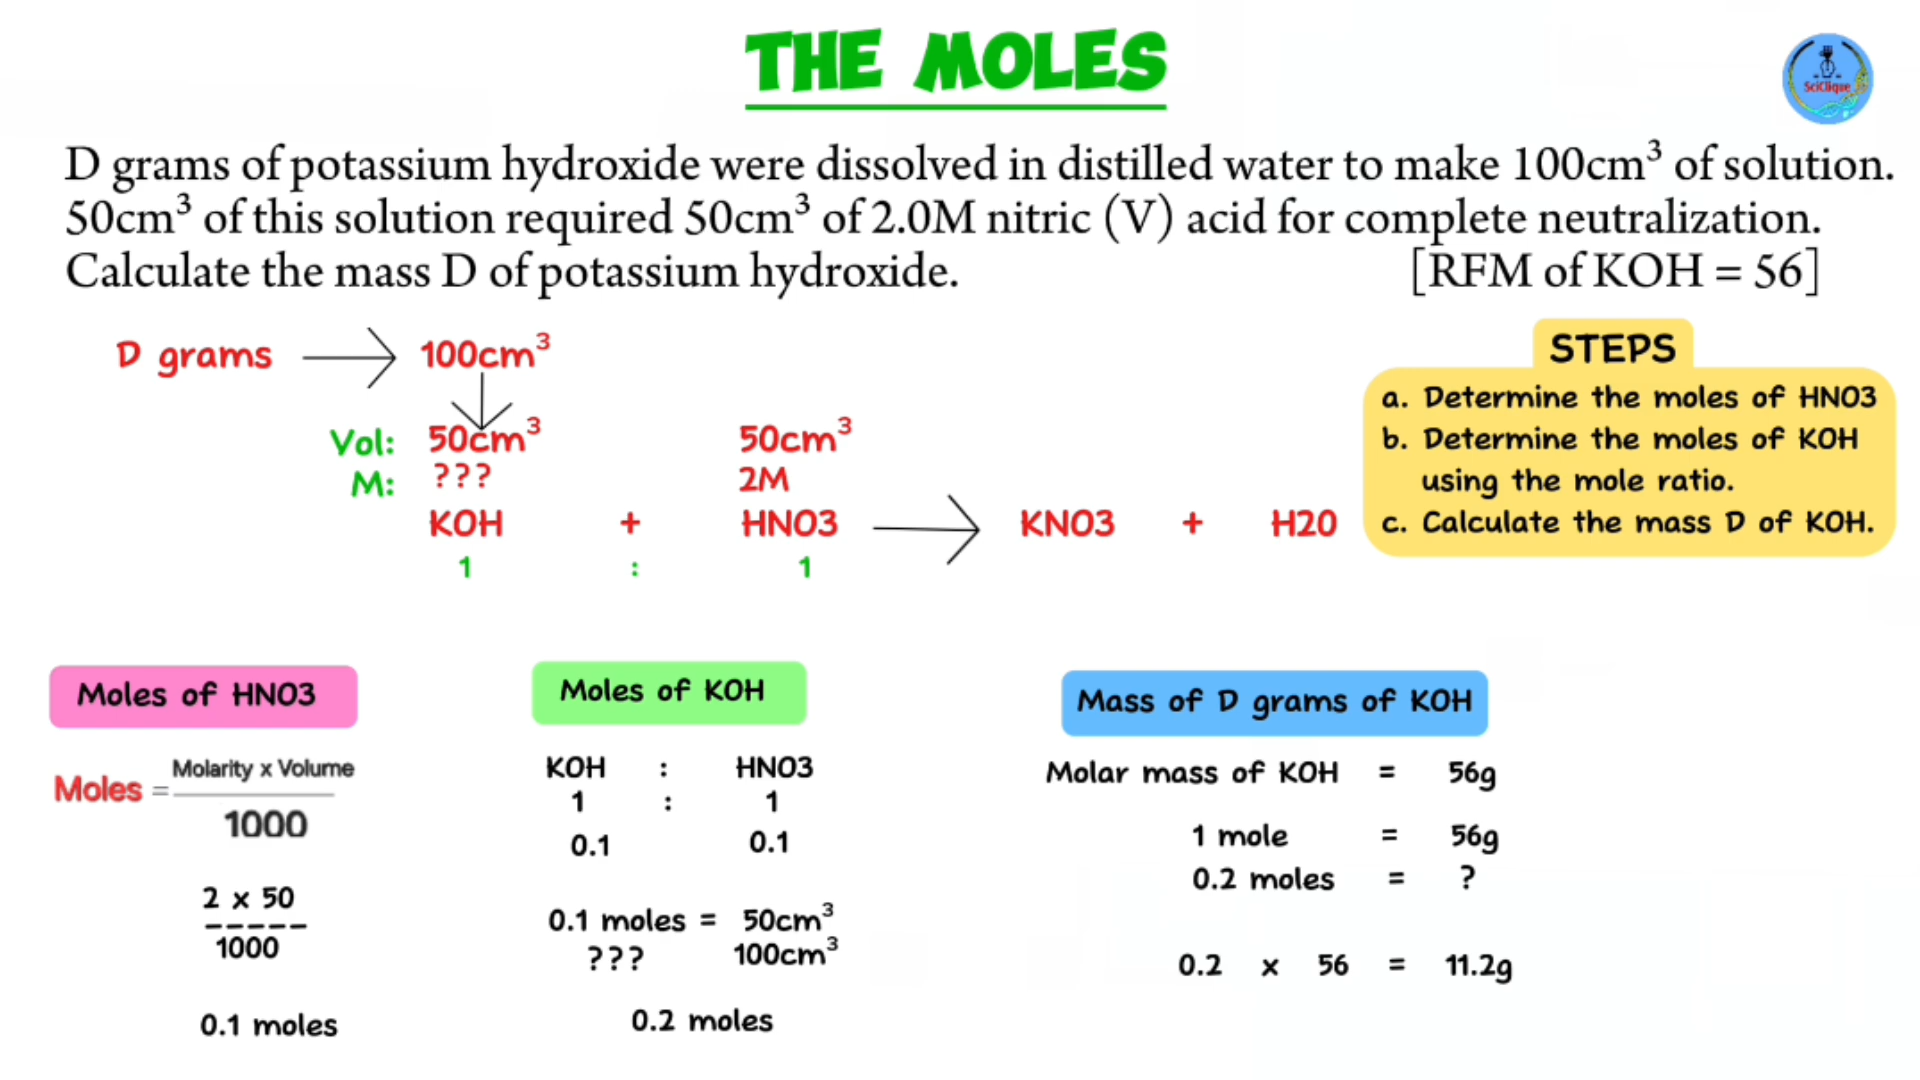 THE MOLES
SciClique
D grams of potassium hydroxide were dissolved in distilled water to make 100cm³ of solution.
50cm³ of this solution required 50cm³ of 2.0M nitric (V) acid for complete neutralization.
Calculate the mass D of potassium hydroxide. [RFM of KOH = 56]
D grams 100cm³
Vol: 50cm³ 50cm³
M: ??? 2M
KOH + HNO3 KNO3 + H20
1 : 1
STEPS
a. Determine the moles of HNO3
b. Determine the moles of KOH
using the mole ratio.
c. Calculate the mass D of KOH.
Moles of HNO3
Moles = Molarity x Volume
1000
2 x 50
-----
1000
0.1 moles
Moles of KOH
KOH : HNO3
1 : 1
0.1 0.1
0.1 moles = 50cm³
??? 100cm³
0.2 moles
Mass of D grams of KOH
Molar mass of KOH = 56g
1 mole = 56g
0.2 moles = ?
0.2 x 56 = 11.2g